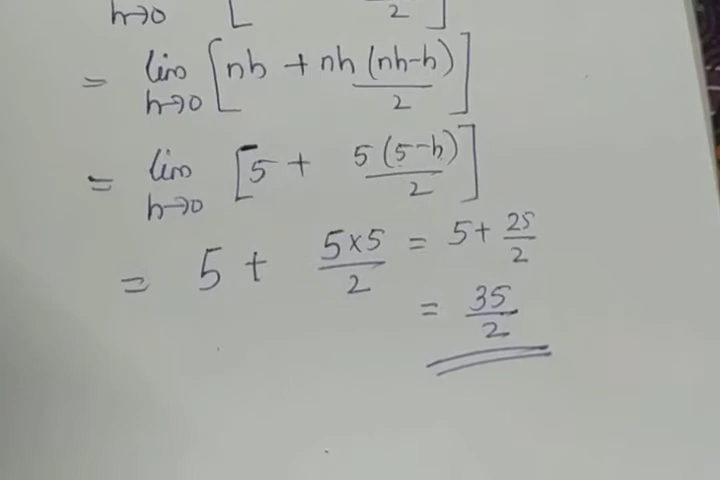 h→0 [ 2 ]
= lim h→0 [nh + nh (nh-h) / 2]
= lim h→0 [5 + 5 (5-h) / 2]
= 5 + 5×5 / 2 = 5 + 25 / 2
= 35 / 2